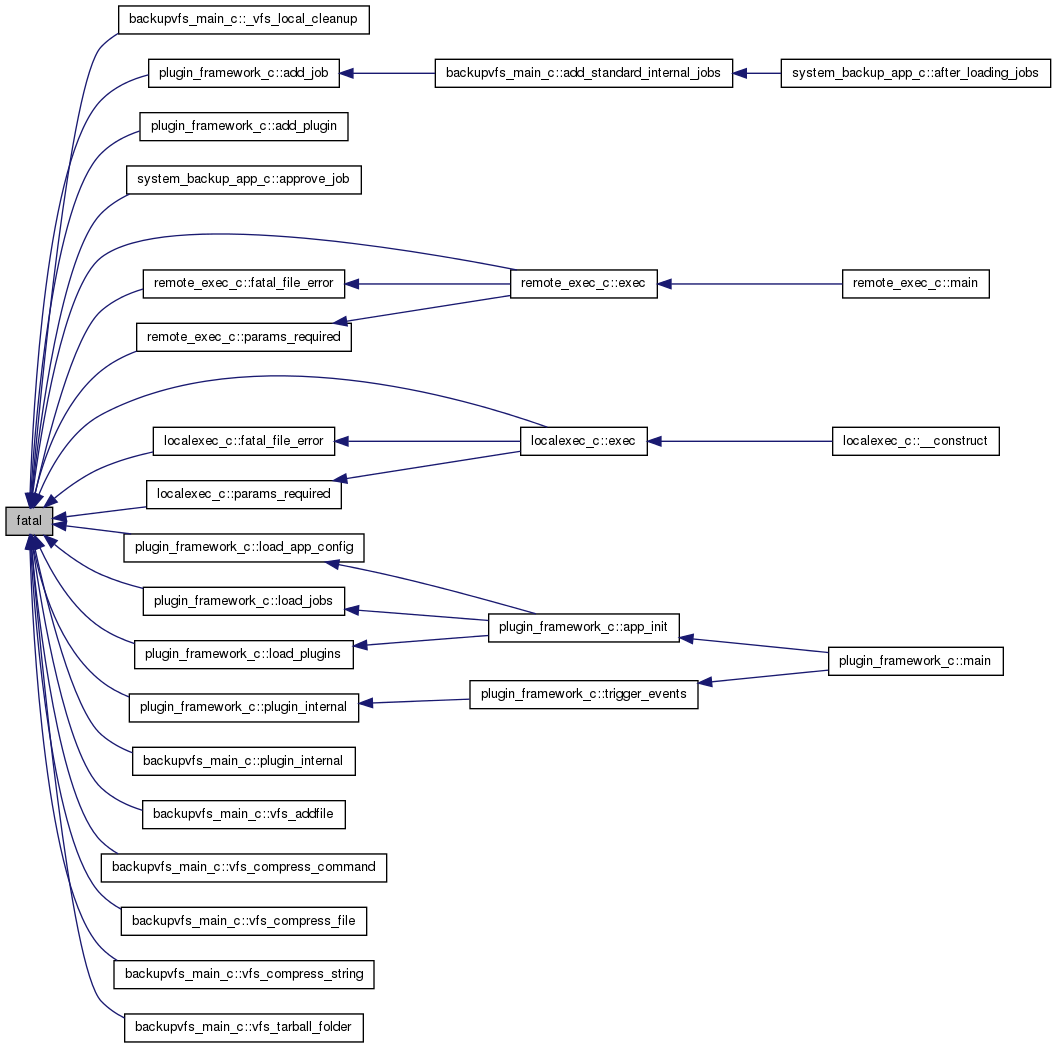 backupvfs_main_c::_vfs_local_cleanup
plugin_framework_c::add_job
backupvfs_main_c::add_standard_internal_jobs
system_backup_app_c::after_loading_jobs
plugin_framework_c::add_plugin
system_backup_app_c::approve_job
remote_exec_c::fatal_file_error
remote_exec_c::exec
remote_exec_c::main
remote_exec_c::params_required
localexec_c::fatal_file_error
localexec_c::exec
localexec_c::__construct
localexec_c::params_required
fatal
plugin_framework_c::load_app_config
plugin_framework_c::load_jobs
plugin_framework_c::app_init
plugin_framework_c::load_plugins
plugin_framework_c::main
plugin_framework_c::plugin_internal
plugin_framework_c::trigger_events
backupvfs_main_c::plugin_internal
backupvfs_main_c::vfs_addfile
backupvfs_main_c::vfs_compress_command
backupvfs_main_c::vfs_compress_file
backupvfs_main_c::vfs_compress_string
backupvfs_main_c::vfs_tarball_folder